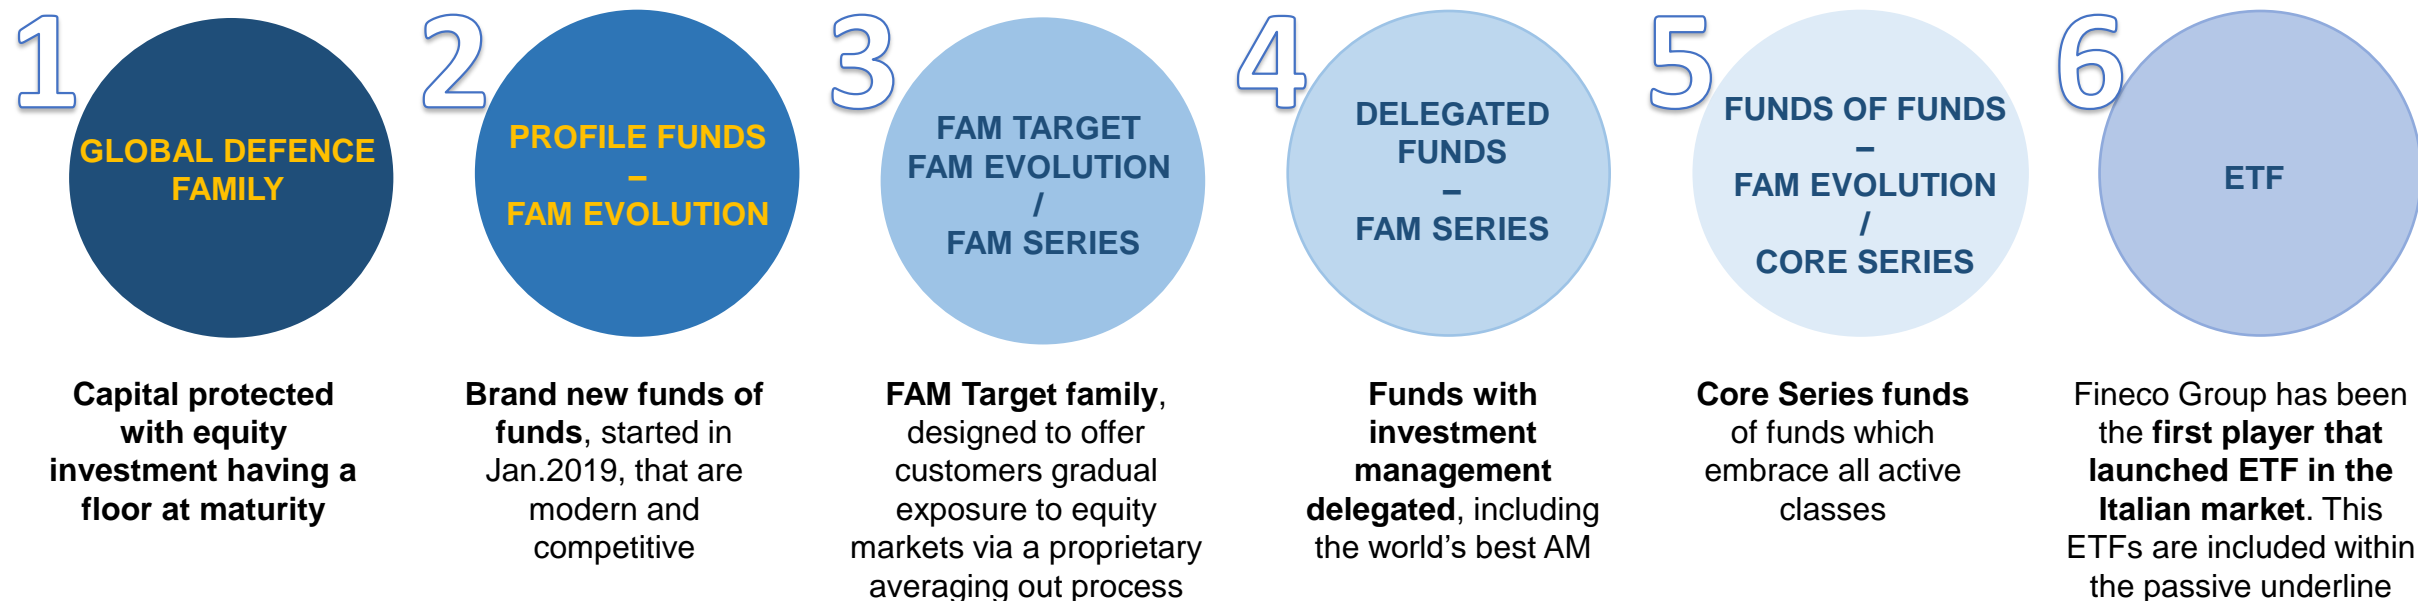 1
GLOBAL DEFENCE
FAMILY
Capital protected
with equity
investment having a
floor at maturity
2
PROFILE FUNDS
–
FAM EVOLUTION
Brand new funds of
funds, started in
Jan.2019, that are
modern and
competitive
3
FAM TARGET
FAM EVOLUTION
/
FAM SERIES
FAM Target family,
designed to offer
customers gradual
exposure to equity
markets via a proprietary
averaging out process
4
DELEGATED
FUNDS
–
FAM SERIES
Funds with
investment
management
delegated, including
the world’s best AM
5
FUNDS OF FUNDS
–
FAM EVOLUTION
/
CORE SERIES
Core Series funds
of funds which
embrace all active
classes
6
ETF
Fineco Group has been
the first player that
launched ETF in the
Italian market. This
ETFs are included within
the passive underline